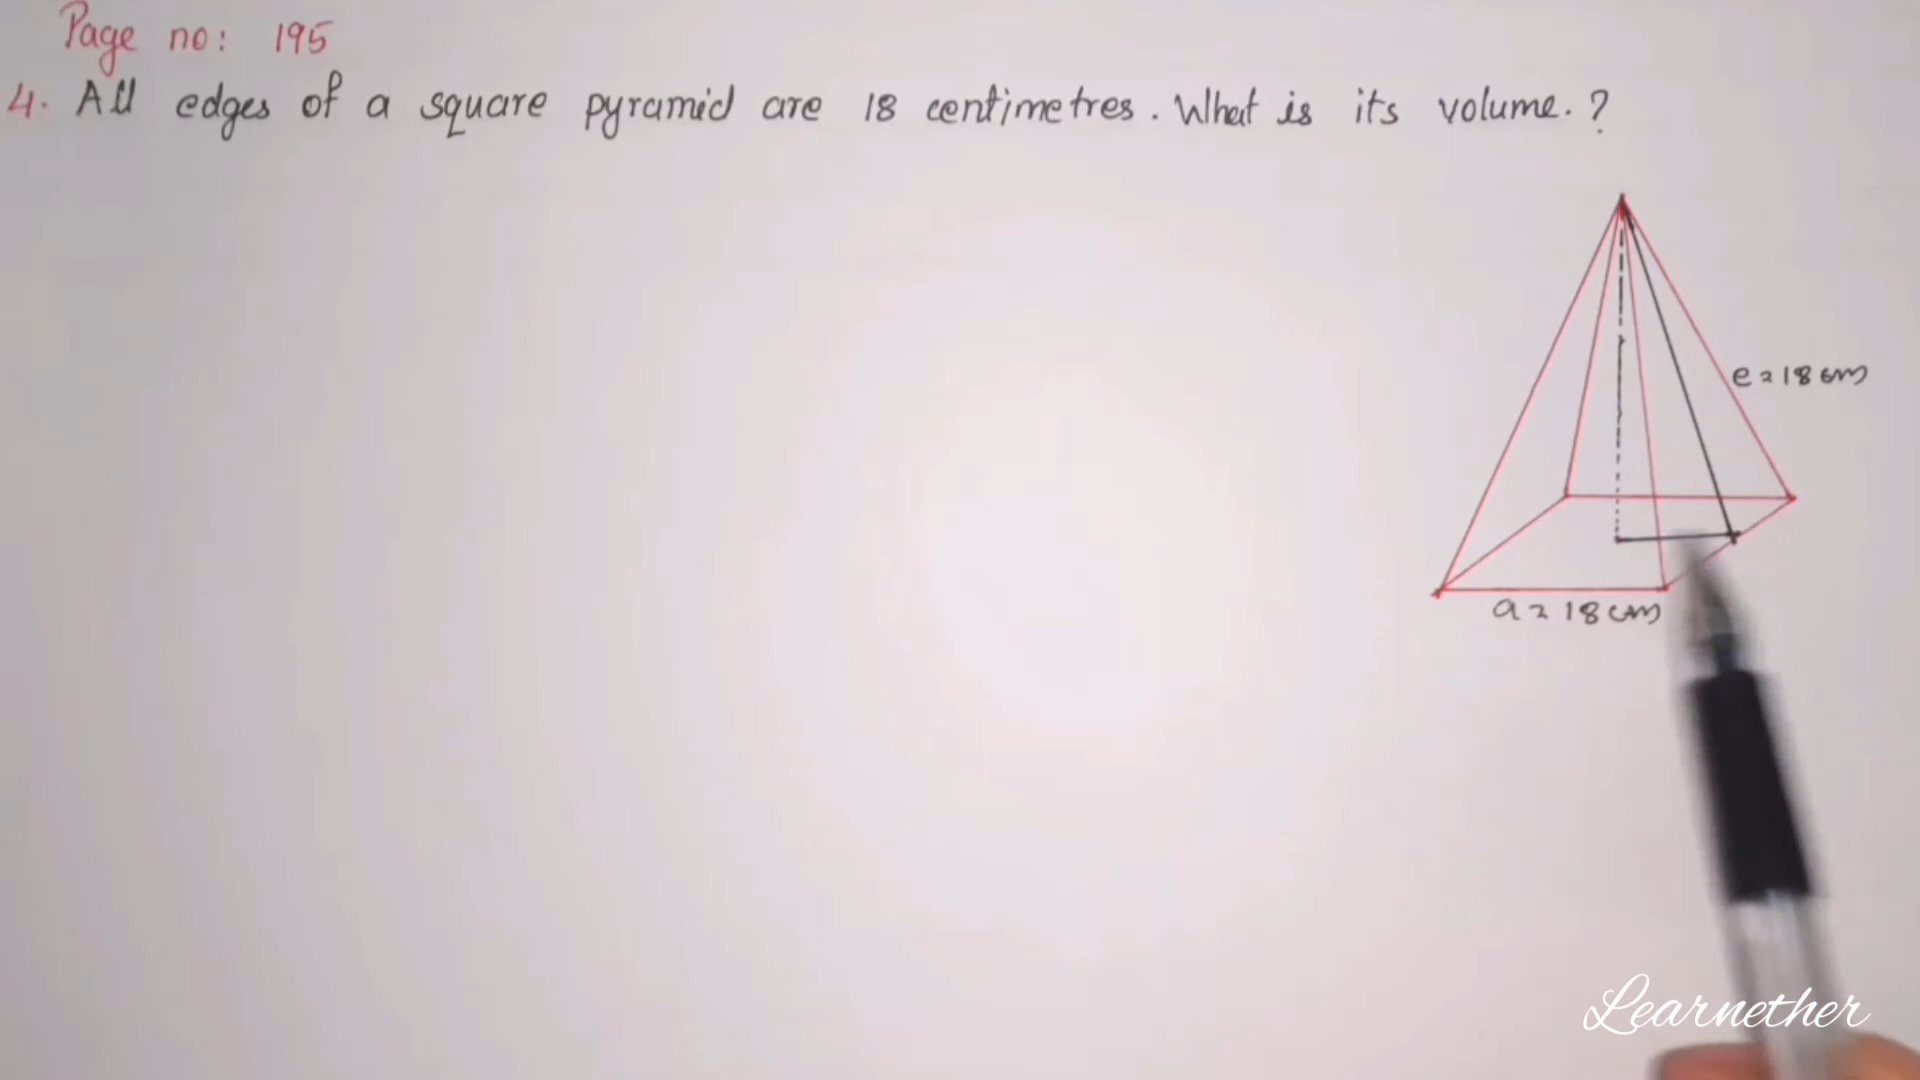 Page no: 195
4. All edges of a square pyramid are 18 centimetres. What is its volume.?
e = 18 cm
a = 18 cm
Learnether